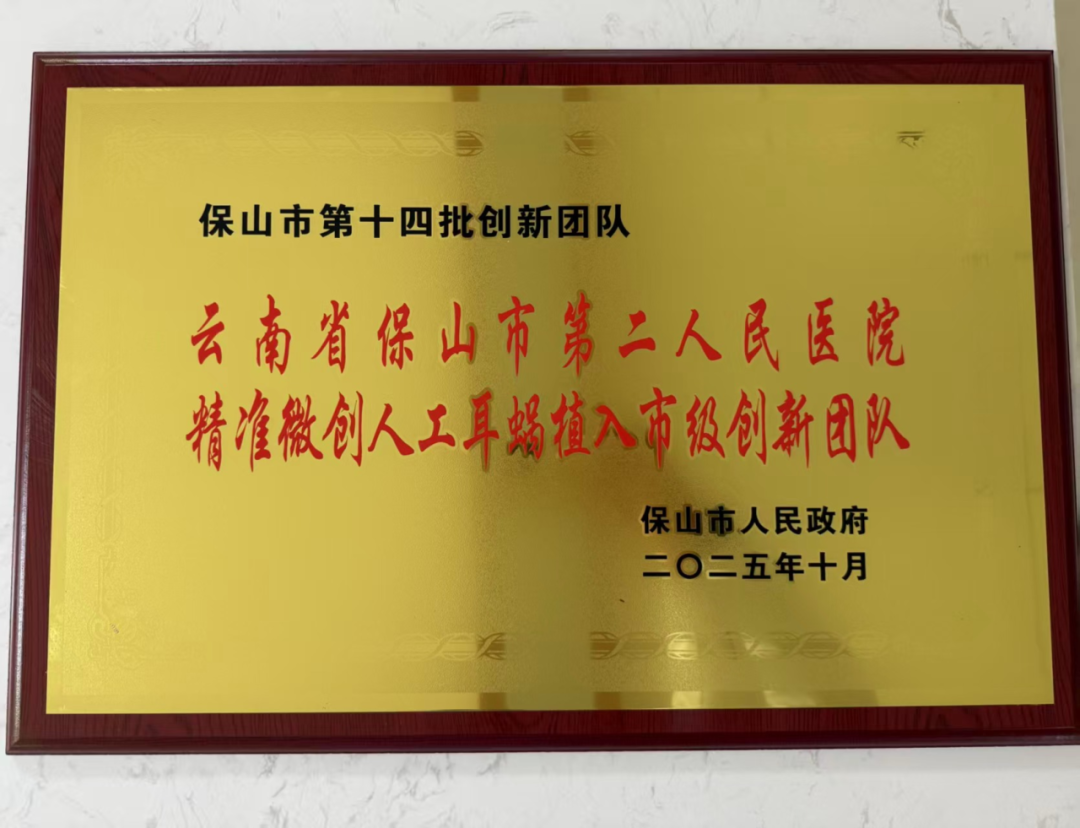 保山市第十四批创新团队
云南省保山市第二人民医院
精准微创人工耳蜗植入市级创新团队
保山市人民政府
二〇二五年十月